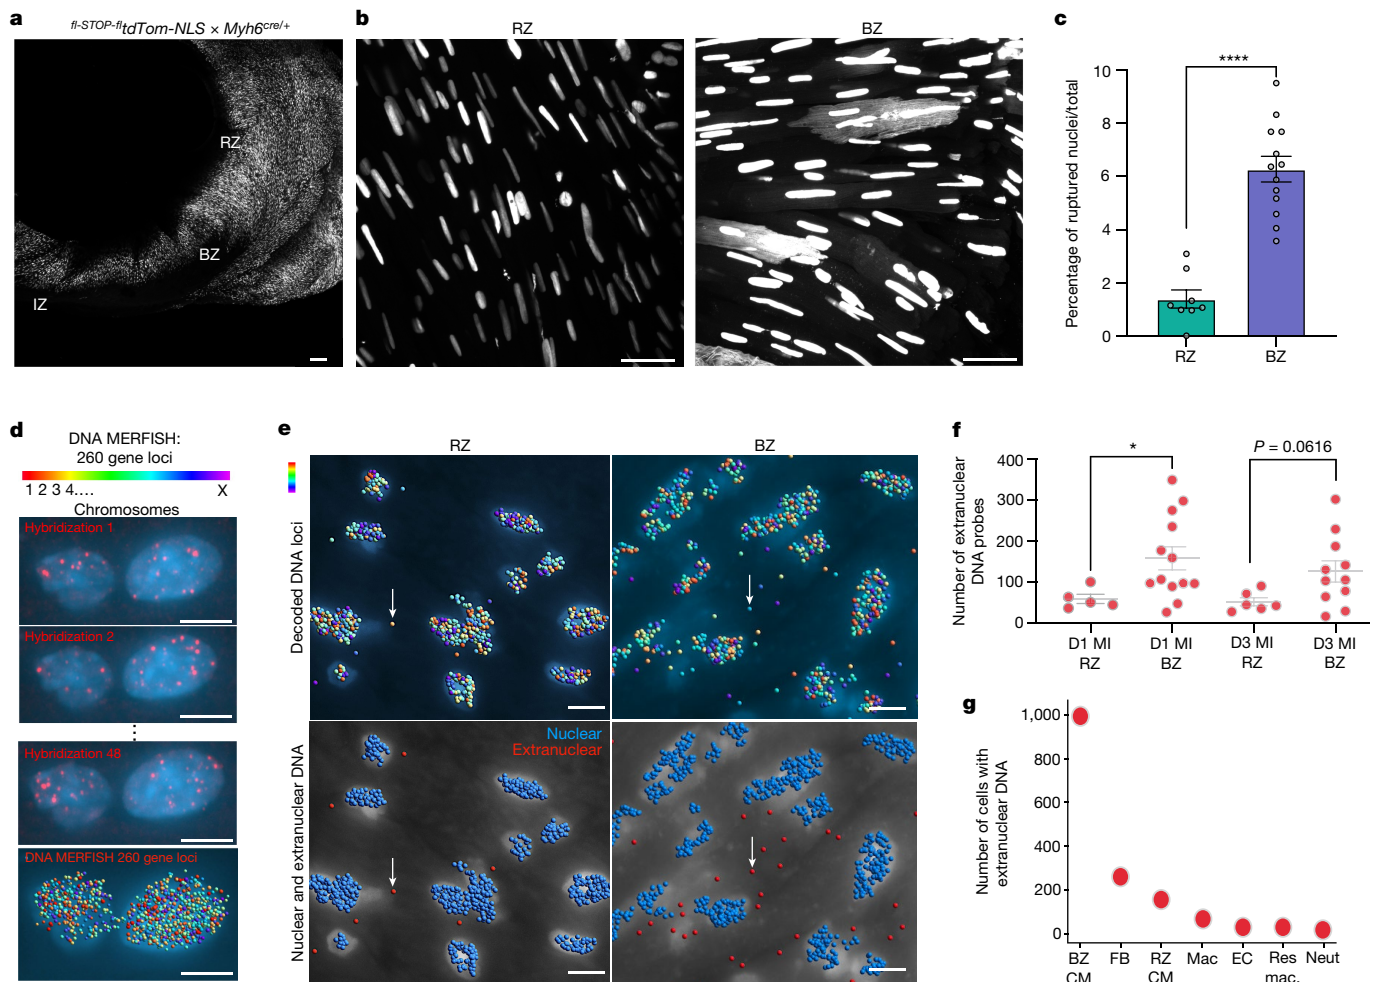 a
fl-STOP-fl tdTom-NLS × Myh6cre/+
RZ
BZ
IZ
b
RZ
BZ
c
****
Percentage of ruptured nuclei/total
10
8
6
4
2
0
RZ
BZ
d
DNA MERFISH:
260 gene loci
1 2 3 4....
X
Chromosomes
Hybridization 1
Hybridization 2
⋮
Hybridization 48
DNA MERFISH 260 gene loci
e
RZ
BZ
Decoded DNA loci
Nuclear and extranuclear DNA
Nuclear
Extranuclear
f
*
P = 0.0616
Number of extranuclear
DNA probes
400
300
200
100
0
D1 MI
RZ
D1 MI
BZ
D3 MI
RZ
D3 MI
BZ
g
Number of cells with
extranuclear DNA
1,000
800
600
400
200
0
BZ
CM
FB
RZ
CM
Mac
EC
Res
mac.
Neut